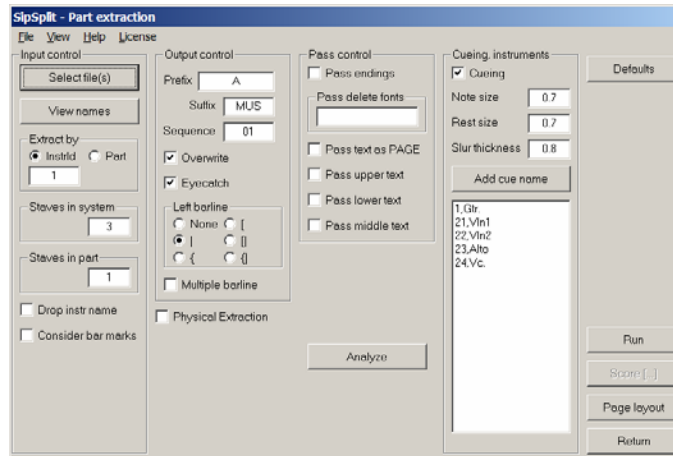 SipSplit - Part extraction
File View Help License
Input control
Select file(s)
View names
Extract by
InstrId Part
1
Staves in system
3
Staves in part
1
Drop instr name
Consider bar marks
Output control
Prefix A
Suffix MUS
Sequence 01
Overwrite
Eyecatch
Left barline
None [
| []
{ {]
Multiple barline
Physical Extraction
Pass control
Pass endings
Pass delete fonts
Pass text as PAGE
Pass upper text
Pass lower text
Pass middle text
Analyze
Cueing, instruments
Cueing
Note size 0.7
Rest size 0.7
Slur thickness 0.8
Add cue name
1,Gtr.
21,Vln1
22,Vln2
23,Alto
24,Vc.
Defaults
Run
Score [...]
Page layout
Return